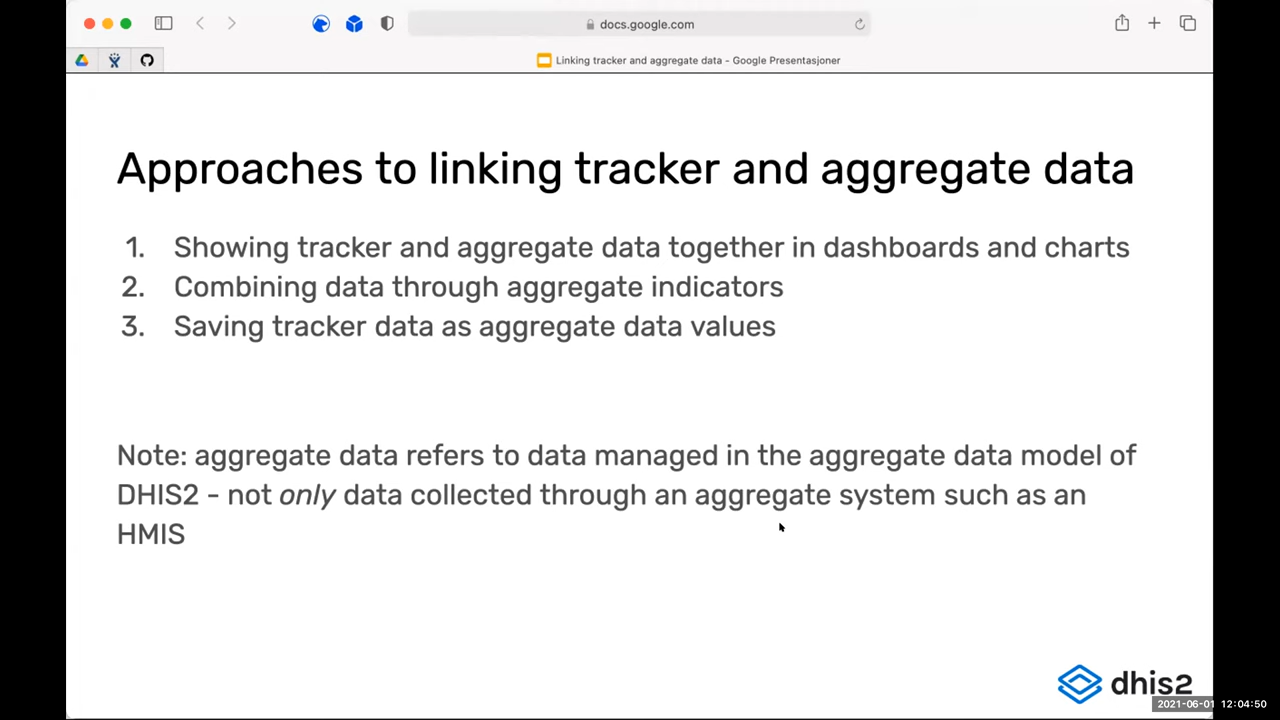 docs.google.com
Linking tracker and aggregate data - Google Presentasjoner
Approaches to linking tracker and aggregate data
1. Showing tracker and aggregate data together in dashboards and charts
2. Combining data through aggregate indicators
3. Saving tracker data as aggregate data values
Note: aggregate data refers to data managed in the aggregate data model of
DHIS2 - not only data collected through an aggregate system such as an
HMIS
dhis2
2021-06-01 12:04:50